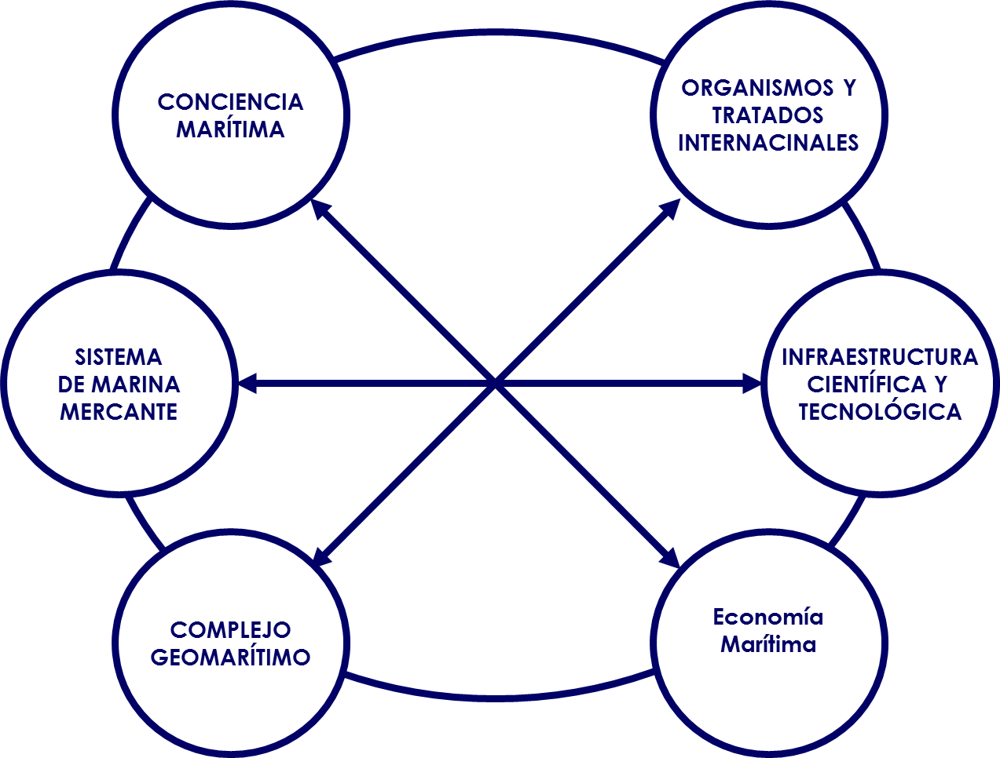 CONCIENCIA
MARÍTIMA
ORGANISMOS Y
TRATADOS
INTERNACINALES
SISTEMA
DE MARINA
MERCANTE
INFRAESTRUCTURA
CIENTÍFICA Y
TECNOLÓGICA
COMPLEJO
GEOMARÍTIMO
Economía
Marítima